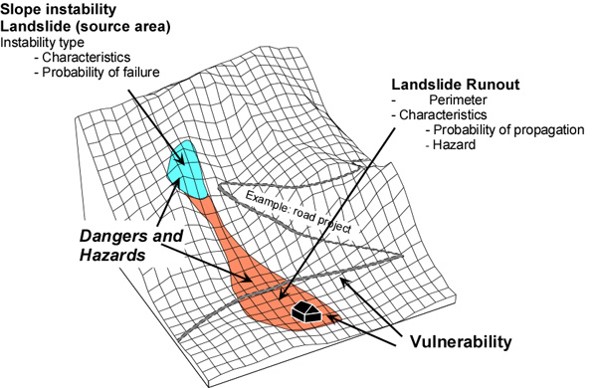 Slope instability
Landslide (source area)
Instability type
- Characteristics
- Probability of failure
Landslide Runout
- Perimeter
- Characteristics
- Probability of propagation
- Hazard
Example: road project
Dangers and
Hazards
Vulnerability